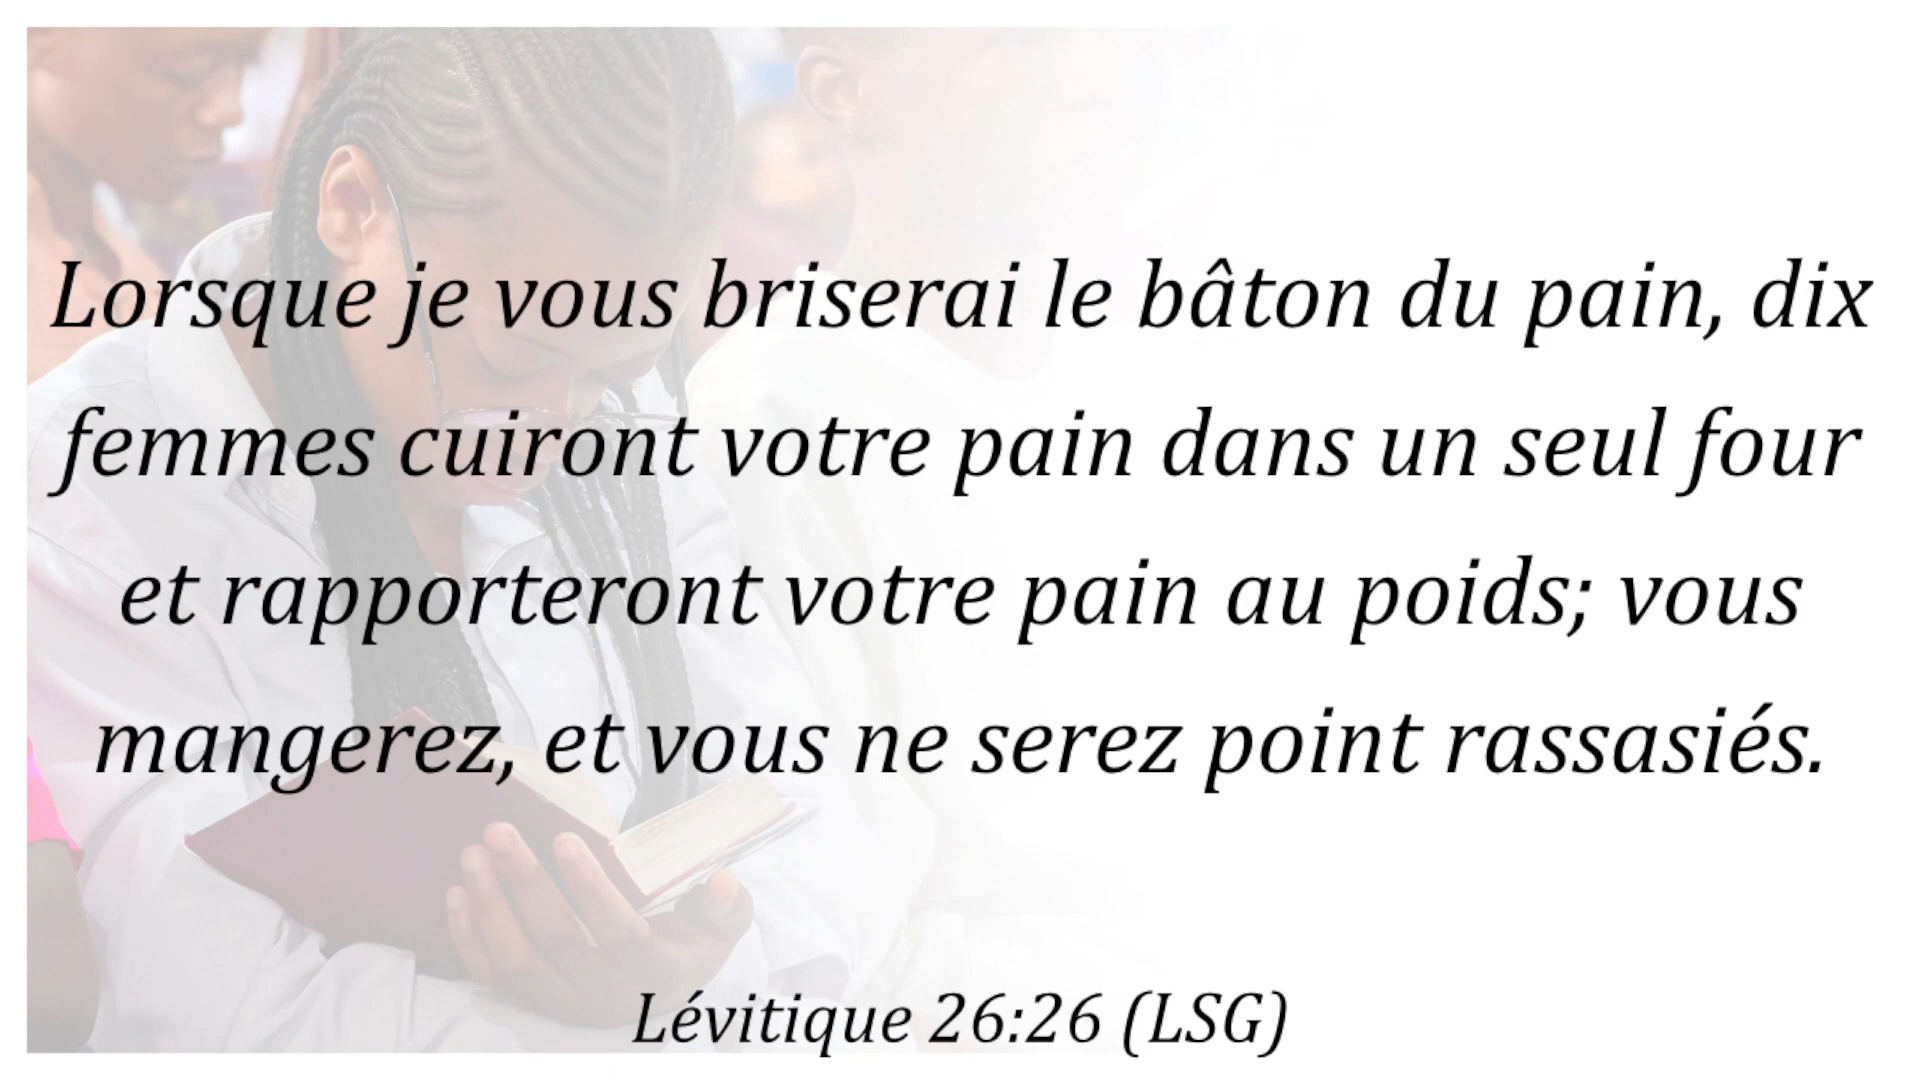 Lorsque je vous briserai le bâton du pain, dix
femmes cuiront votre pain dans un seul four
et rapporteront votre pain au poids; vous
mangerez, et vous ne serez point rassasiés.
Lévitique 26:26 (LSG)